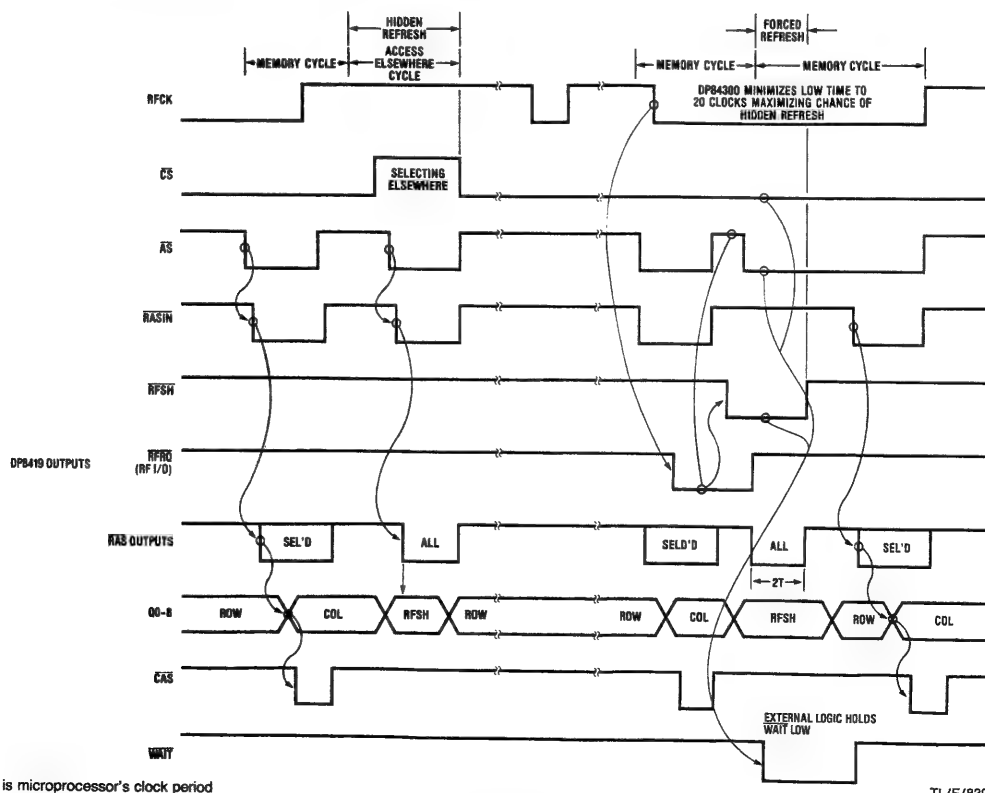 HIDDEN
REFRESH
FORCED
REFRESH
MEMORY CYCLE
ACCESS
ELSEWHERE
CYCLE
MEMORY CYCLE
MEMORY CYCLE
RFCK
DP84300 MINIMIZES LOW TIME TO
20 CLOCKS MAXIMIZING CHANCE OF
HIDDEN REFRESH
CS
SELECTING
ELSEWHERE
AS
RASIN
RFSH
DP8419 OUTPUTS
RFRQ
(RF I/O)
RAS OUTPUTS
SEL'D
ALL
SELD'D
ALL
SEL'D
2T
Q0-8
ROW
COL
RFSH
ROW
ROW
COL
RFSH
ROW
COL
CAS
EXTERNAL LOGIC HOLDS
WAIT LOW
WAIT
is microprocessor's clock period